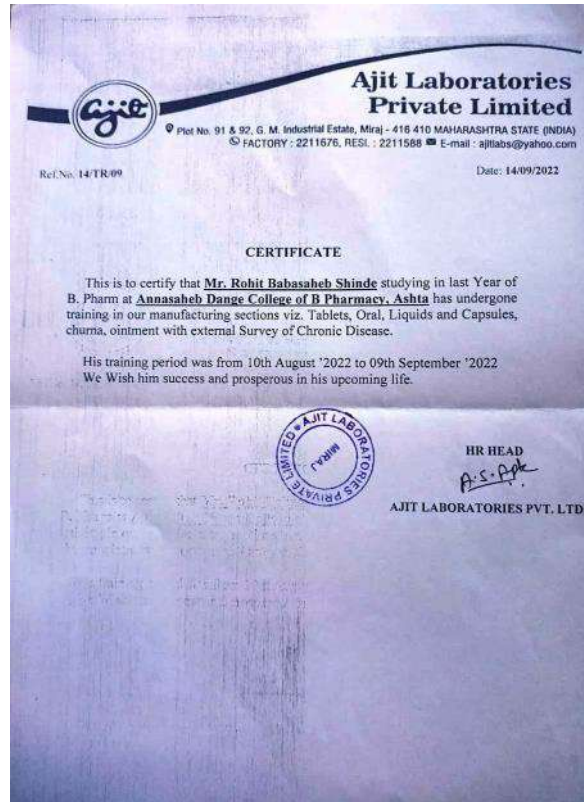 Ajit
Ajit Laboratories
Private Limited
Plot No. 91 & 92, G. M. Industrial Estate, Miraj - 416 410 MAHARASHTRA STATE (INDIA)
FACTORY : 2211676, RESI. : 2211588 E-mail : ajitlabs@yahoo.com
Ref.No. 14/TR/09
Date: 14/09/2022
CERTIFICATE
This is to certify that Mr. Rohit Babasaheb Shinde studying in last Year of
B. Pharm at Annasaheb Dange College of B Pharmacy, Ashta has undergone
training in our manufacturing sections viz. Tablets, Oral, Liquids and Capsules,
churna, ointment with external Survey of Chronic Disease.
His training period was from 10th August '2022 to 09th September '2022
We Wish him success and prosperous in his upcoming life.
AJIT LABORATORIES PRIVATE LIMITED
MIRAJ
HR HEAD
A.S. Apte
AJIT LABORATORIES PVT. LTD